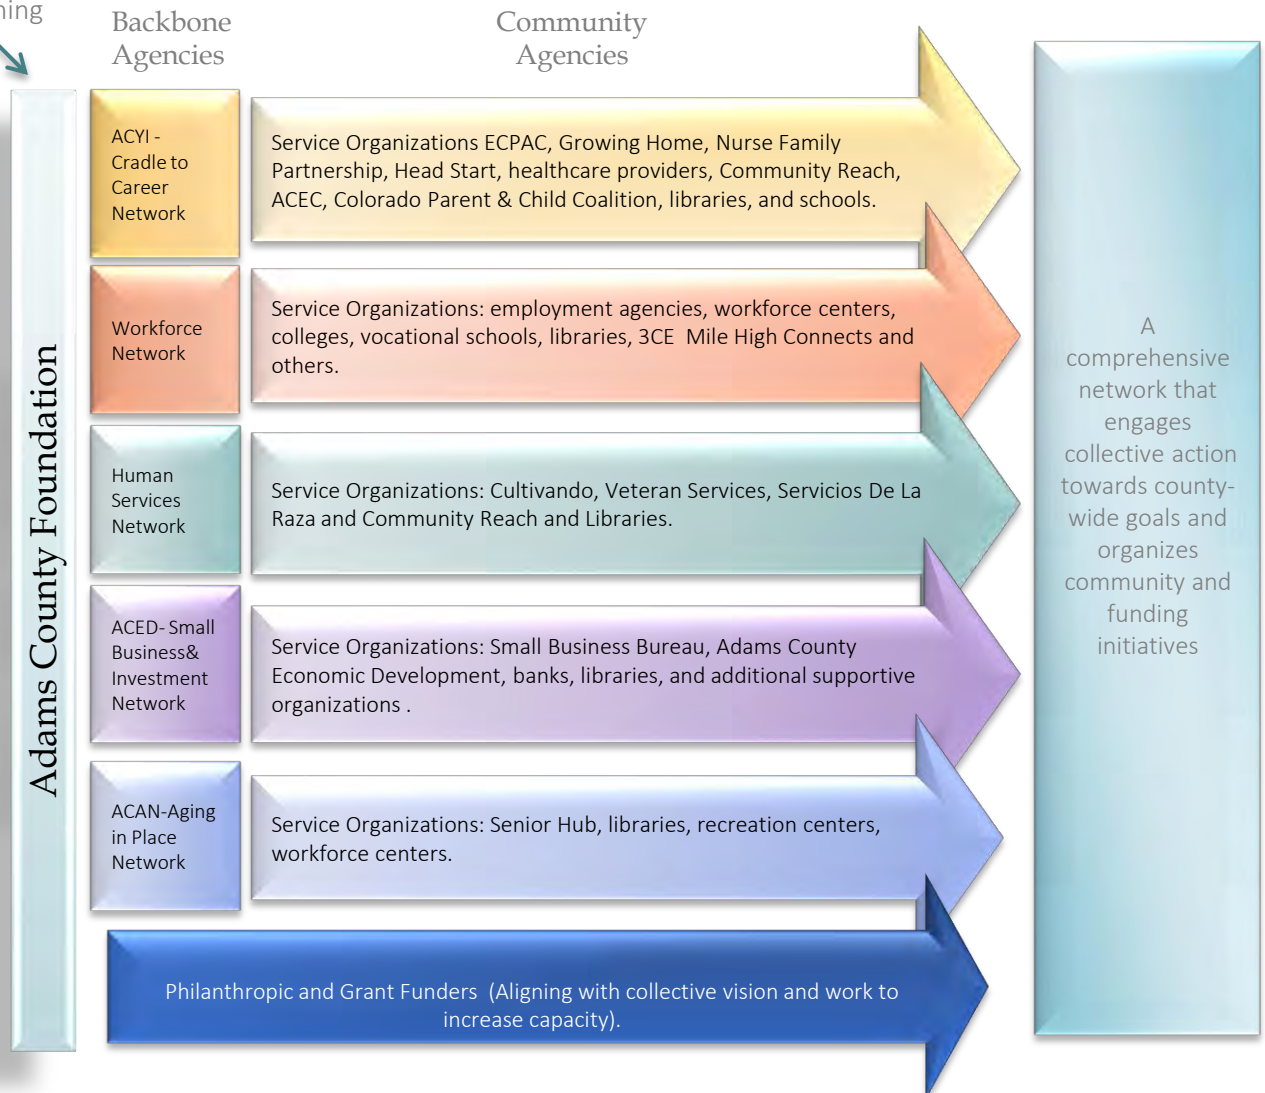 Backbone
Agencies
Community
Agencies
Adams County Foundation
ACYI -
Cradle to
Career
Network
Service Organizations ECPAC, Growing Home, Nurse Family
Partnership, Head Start, healthcare providers, Community Reach,
ACEC, Colorado Parent & Child Coalition, libraries, and schools.
Workforce
Network
Service Organizations: employment agencies, workforce centers,
colleges, vocational schools, libraries, 3CE  Mile High Connects and
others.
Human
Services
Network
Service Organizations: Cultivando, Veteran Services, Servicios De La
Raza and Community Reach and Libraries.
ACED- Small
Business&
Investment
Network
Service Organizations: Small Business Bureau, Adams County
Economic Development, banks, libraries, and additional supportive
organizations .
ACAN-Aging
in Place
Network
Service Organizations: Senior Hub, libraries, recreation centers,
workforce centers.
Philanthropic and Grant Funders  (Aligning with collective vision and work to
increase capacity).
A
comprehensive
network that
engages
collective action
towards county-
wide goals and
organizes
community and
funding
initiatives